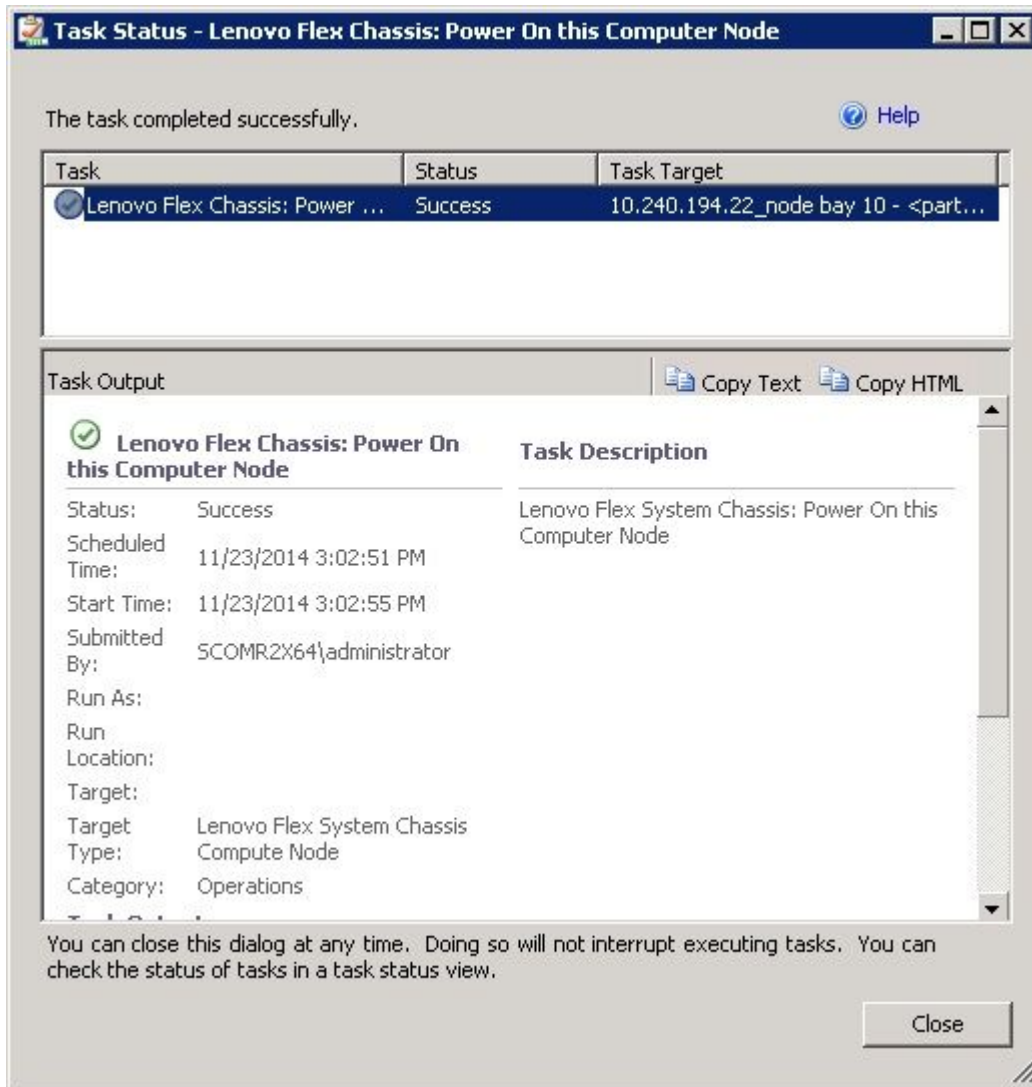 Task Status - Lenovo Flex Chassis: Power On this Computer Node
The task completed successfully.
Help
Task Status Task Target
Lenovo Flex Chassis: Power ... Success 10.240.194.22_node bay 10 - <part...
Task Output
Copy Text Copy HTML
Lenovo Flex Chassis: Power On
this Computer Node
Task Description
Lenovo Flex System Chassis: Power On this
Computer Node
Status: Success
Scheduled
Time: 11/23/2014 3:02:51 PM
Start Time: 11/23/2014 3:02:55 PM
Submitted
By: SCOMR2X64\administrator
Run As:
Run
Location:
Target:
Target Lenovo Flex System Chassis
Type: Compute Node
Category: Operations
You can close this dialog at any time. Doing so will not interrupt executing tasks. You can
check the status of tasks in a task status view.
Close